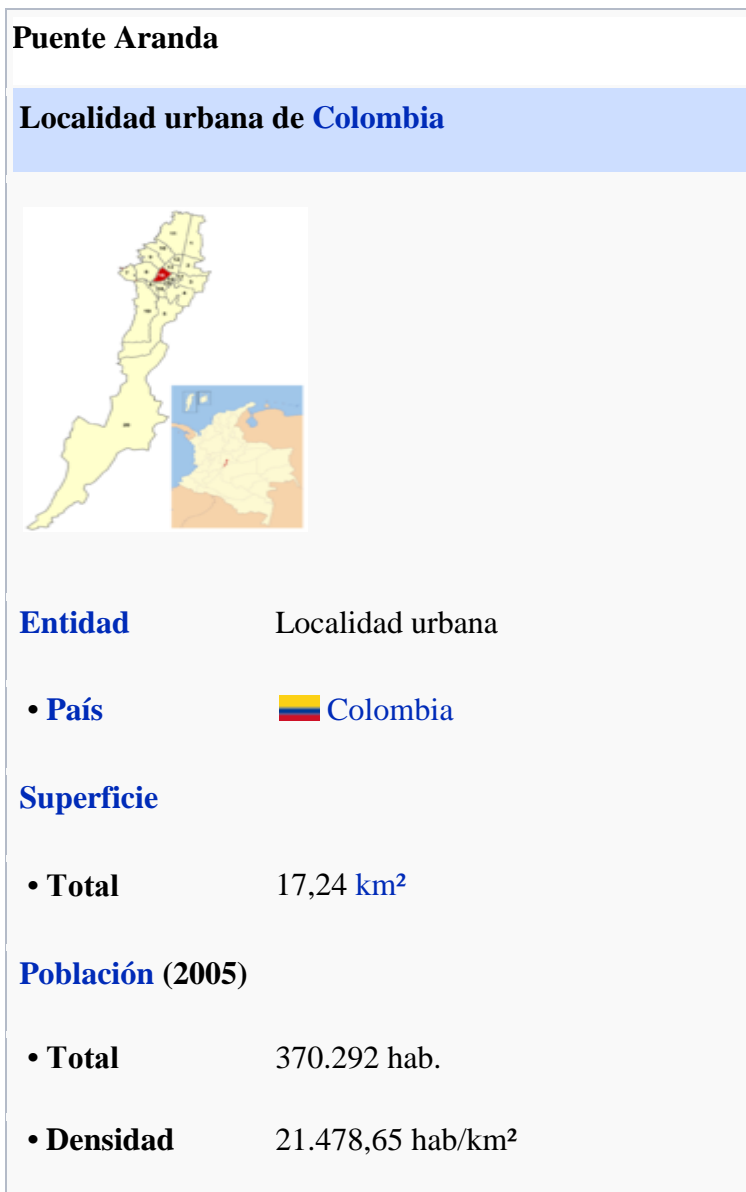 Puente Aranda
Localidad urbana de Colombia
Entidad Localidad urbana
• País Colombia
Superficie
• Total 17,24 km²
Población (2005)
• Total 370.292 hab.
• Densidad 21.478,65 hab/km²